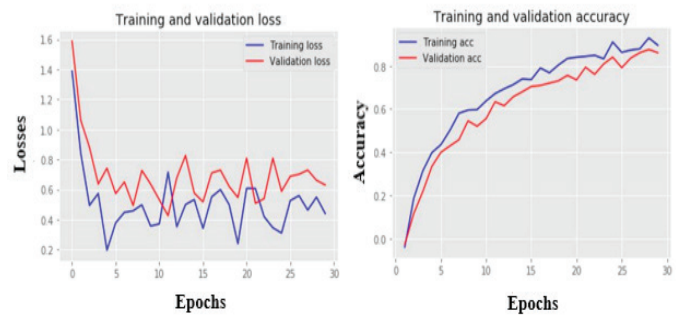 Training and validation loss
Training loss
Validation loss
1.6
1.4
1.2
1.0
0.8
0.6
0.4
0.2
Losses
0 5 10 15 20 25 30
Epochs
Training and validation accuracy
Training acc
Validation acc
0.8
0.6
0.4
0.2
0.0
Accuracy
0 5 10 15 20 25 30
Epochs